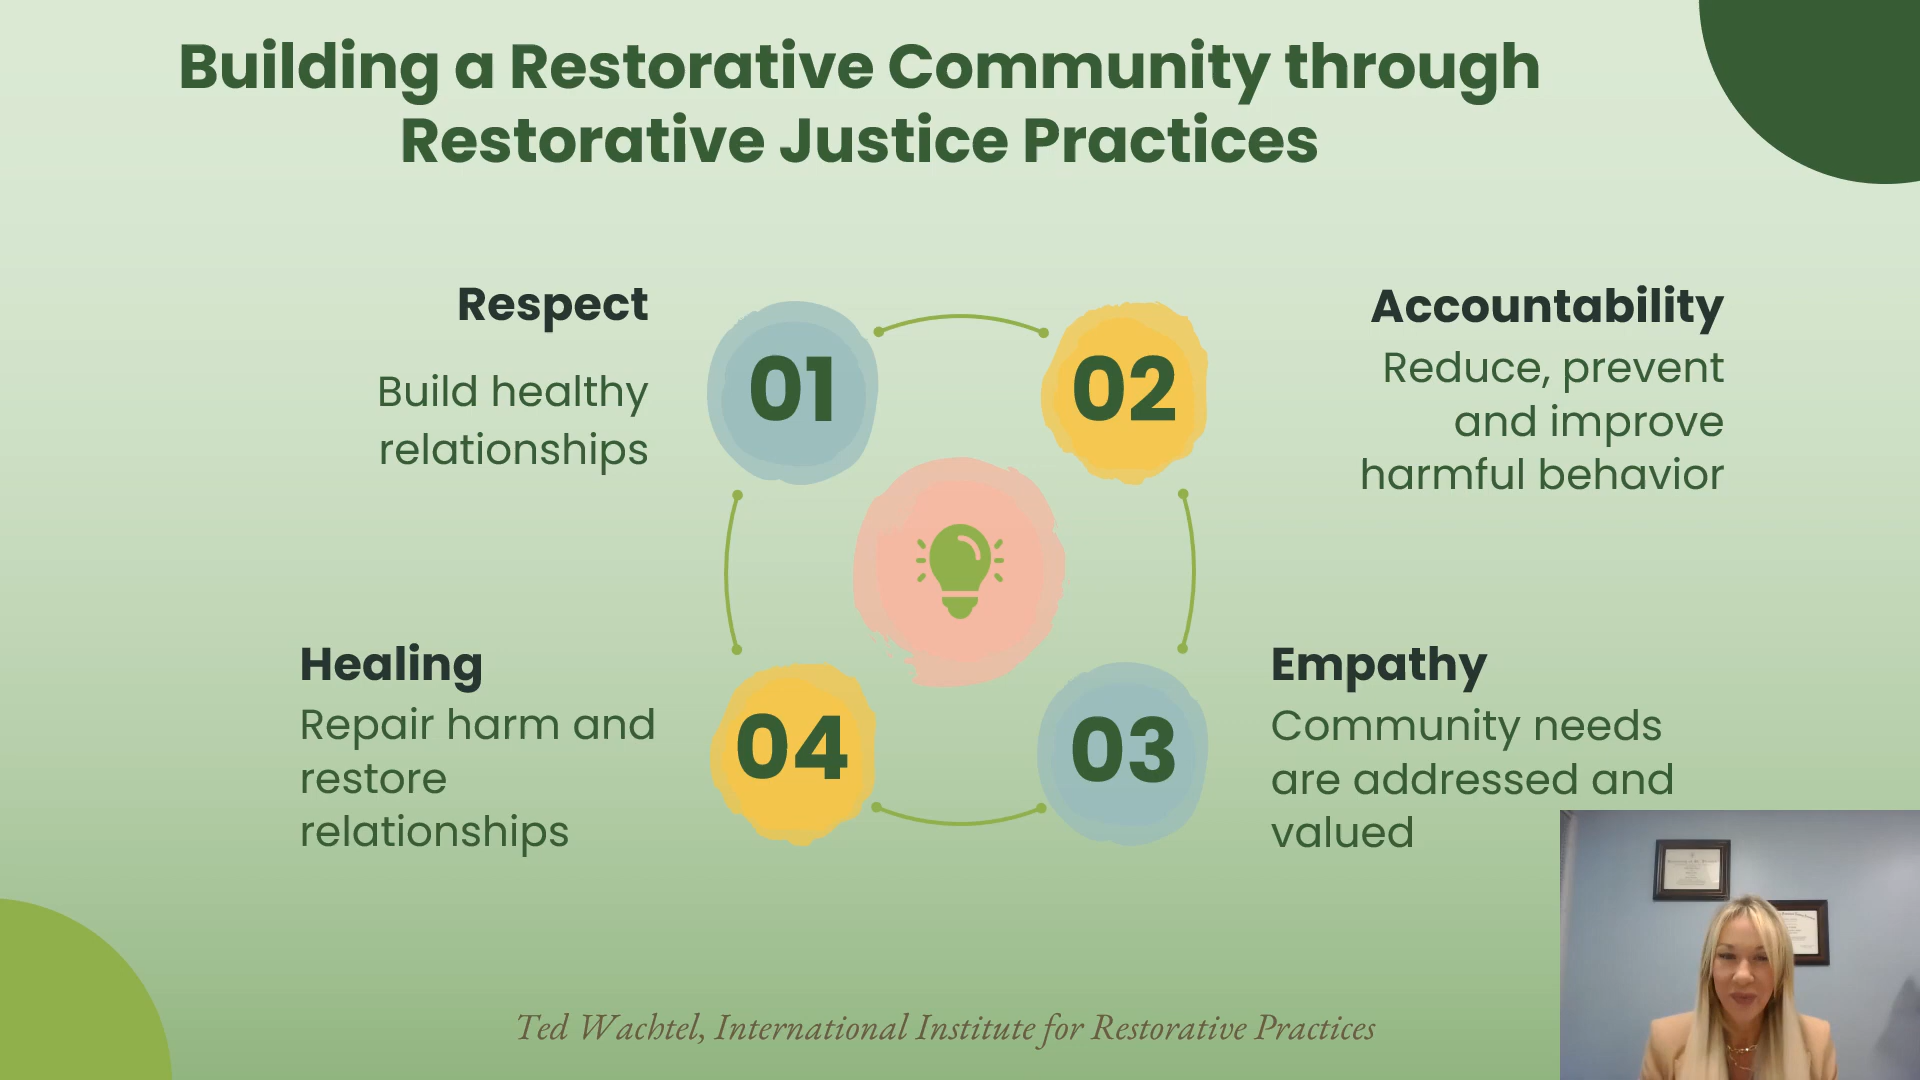 Building a Restorative Community through
Restorative Justice Practices
Respect
Build healthy
relationships
01
02
Accountability
Reduce, prevent
and improve
harmful behavior
Healing
Repair harm and
restore
relationships
04
03
Empathy
Community needs
are addressed and
valued
Ted Wachtel, International Institute for Restorative Practices